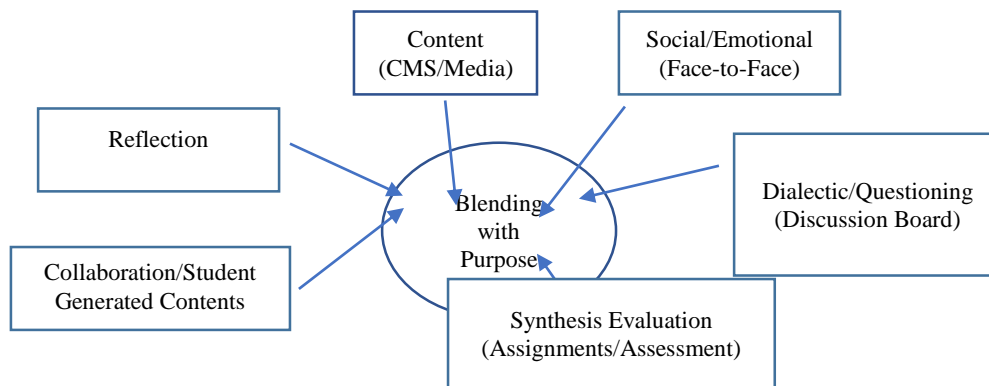 Content
(CMS/Media)
Social/Emotional
(Face-to-Face)
Reflection
Dialectic/Questioning
(Discussion Board)
Blending
with
Purpose
Collaboration/Student
Generated Contents
Synthesis Evaluation
(Assignments/Assessment)